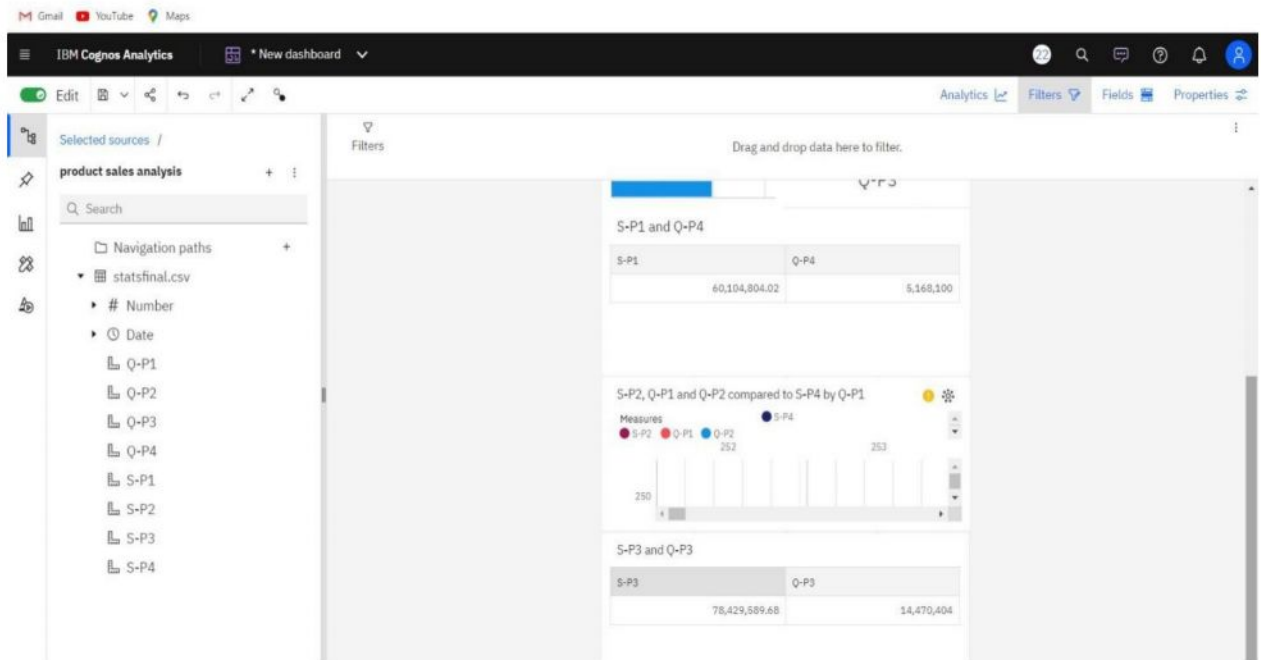 Gmail YouTube Maps
IBM Cognos Analytics * New dashboard 22
Edit Analytics Filters Fields Properties
Selected sources /
product sales analysis
Search
Navigation paths
statsfinal.csv
# Number
Date
Q-P1
Q-P2
Q-P3
Q-P4
S-P1
S-P2
S-P3
S-P4
Filters
Drag and drop data here to filter.
Q-P3
S-P1 and Q-P4
S-P1 Q-P4
60,104,804.02 5,168,100
S-P2, Q-P1 and Q-P2 compared to S-P4 by Q-P1
Measures S-P4
S-P2 Q-P1 Q-P2
252 253
250
S-P3 and Q-P3
S-P3 Q-P3
78,429,589.68 14,470,404